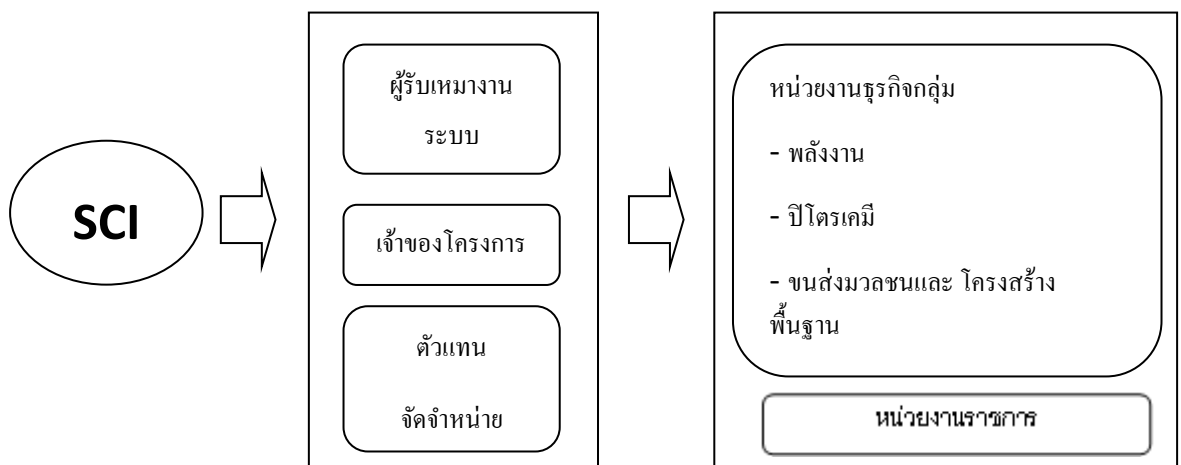 SCI
ผู้รับเหมางาน
ระบบ
เจ้าของโครงการ
ตัวแทน
จัดจำหน่าย
หน่วยงานธุรกิจกลุ่ม
- พลังงาน
- ปิโตรเคมี
- ขนส่งมวลชนและ โครงสร้าง
พื้นฐาน
หน่วยงานราชการ